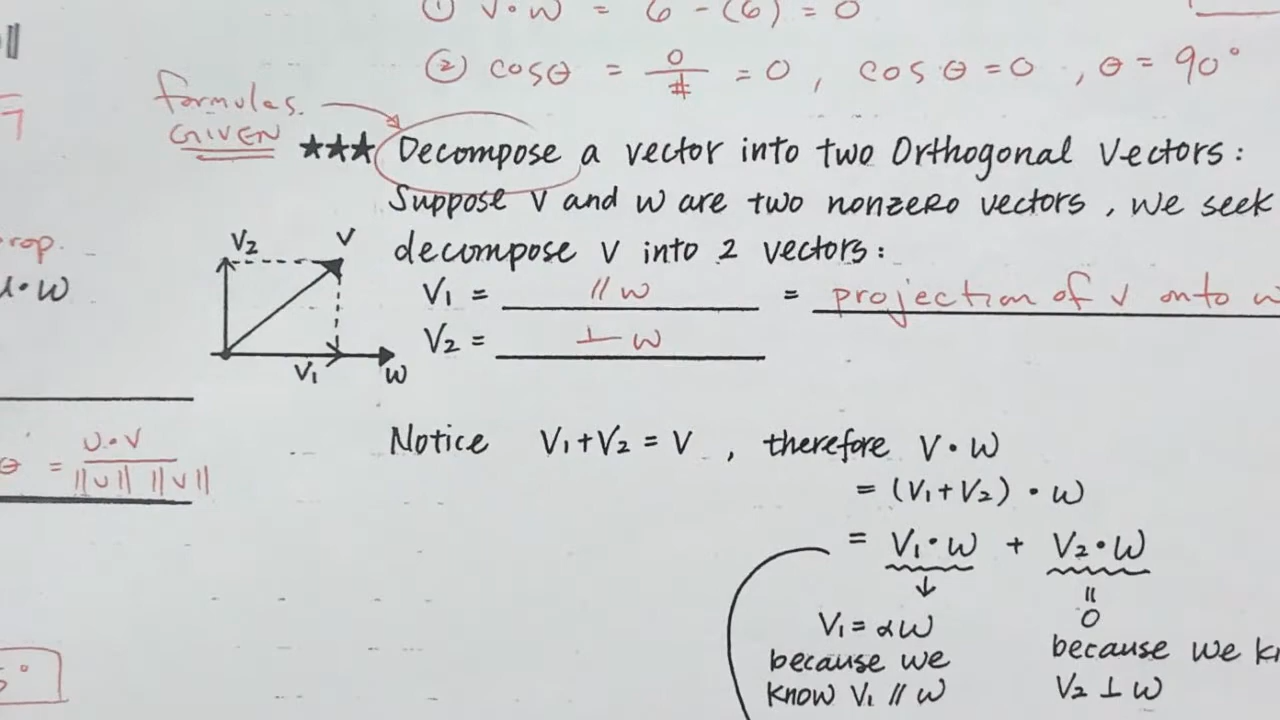 ① V·W = 6 - (6) = 0
② cosθ = 0/# = 0, cosθ = 0, θ = 90°
formulas.
GIVEN
★★★ Decompose a vector into two Orthogonal Vectors:
Suppose V and W are two nonzero vectors, we seek
decompose V into 2 vectors:
V₁ = // W = projection of V onto W
V₂ = ⊥ W
V₂ V
V₁ W
·W
θ = U·V / ||U|| ||V||
Notice V₁+V₂ = V, therefore V·W
= (V₁+V₂)·W
= V₁·W + V₂·W
↓ =
V₁ = αW 0
because we because we
know V₁ // W V₂ ⊥ W